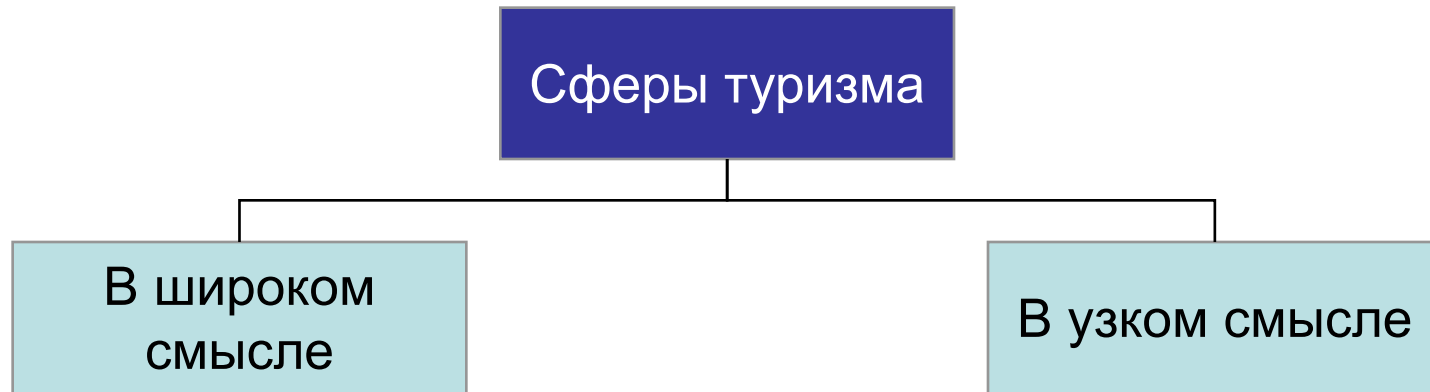 Сферы туризма
В широком
смысле
В узком смысле